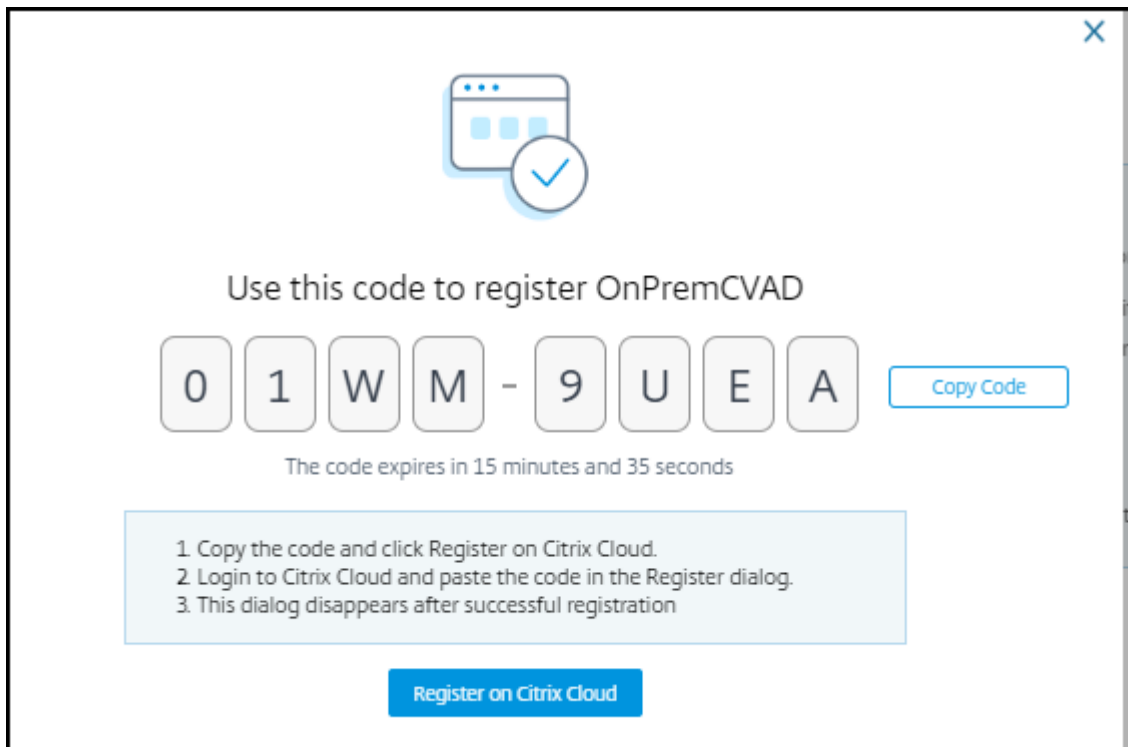 Use this code to register OnPremCVAD
01WM-9UEA
Copy Code
The code expires in 15 minutes and 35 seconds
1. Copy the code and click Register on Citrix Cloud.
2. Login to Citrix Cloud and paste the code in the Register dialog.
3. This dialog disappears after successful registration
Register on Citrix Cloud